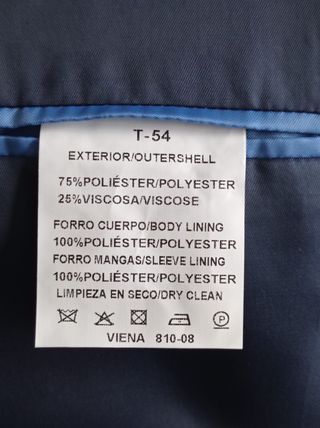 T-54
EXTERIOR/OUTERSHELL
75%POLIÉSTER/POLYESTER
25%VISCOSA/VISCOSE
FORRO CUERPO/BODY LINING
100%POLIÉSTER/POLYESTER
FORRO MANGAS/SLEEVE LINING
100%POLIÉSTER/POLYESTER
LIMPIEZA EN SECO/DRY CLEAN
P
VIENA 810-08